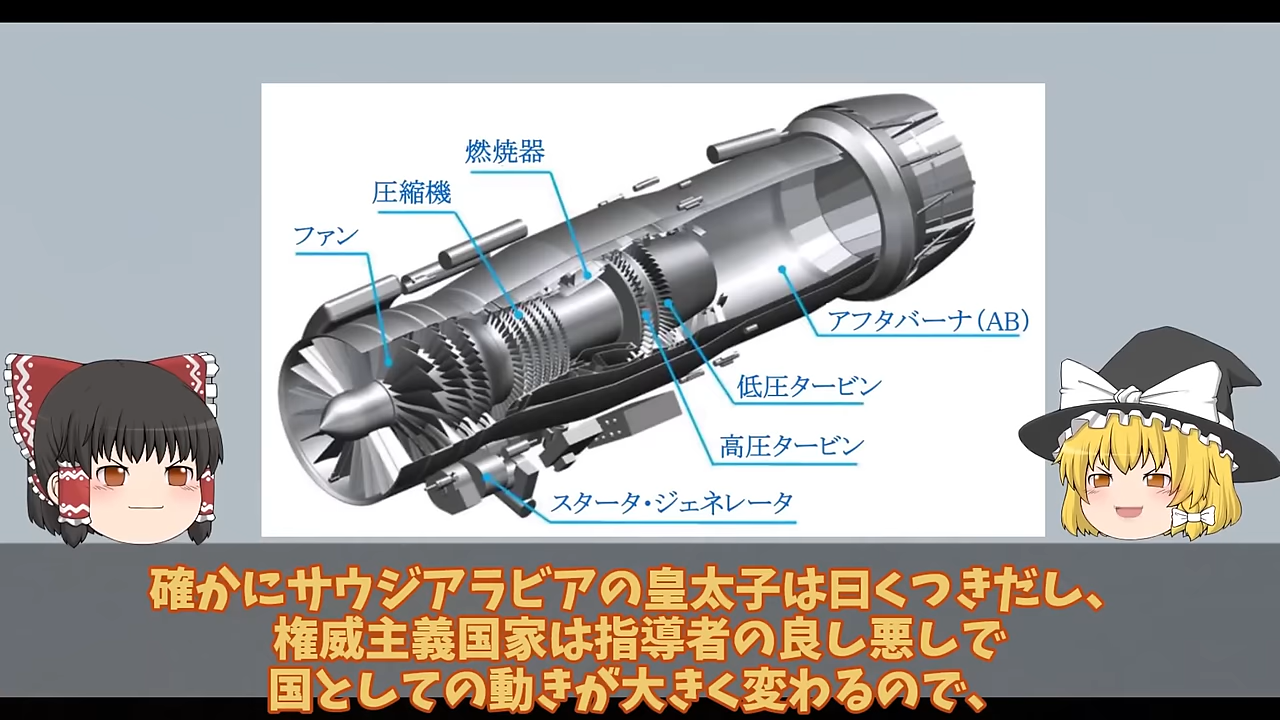 燃焼器
圧縮機
ファン
アフタバーナ(AB)
低圧タービン
高圧タービン
スタータ・ジェネレータ
確かにサウジアラビアの皇太子は曰くつきだし、
権威主義国家は指導者の良し悪しで
国としての動きが大きく変わるので、